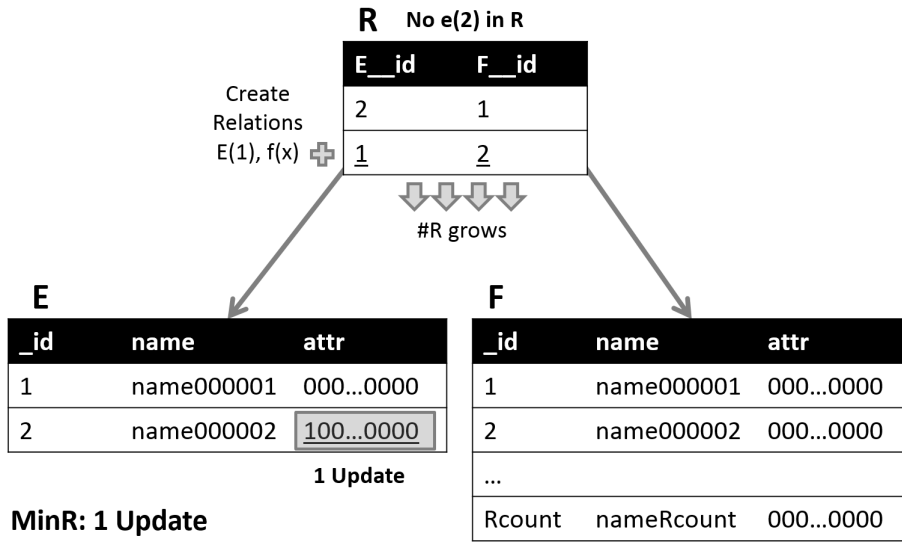 R No e(2) in R
E__id F__id
2 1
1 2
Create
Relations
E(1), f(x)
#R grows
E
_id name attr
1 name000001 000...0000
2 name000002 100...0000
1 Update
MinR: 1 Update
F
_id name attr
1 name000001 000...0000
2 name000002 000...0000
...
Rcount nameRcount 000...0000